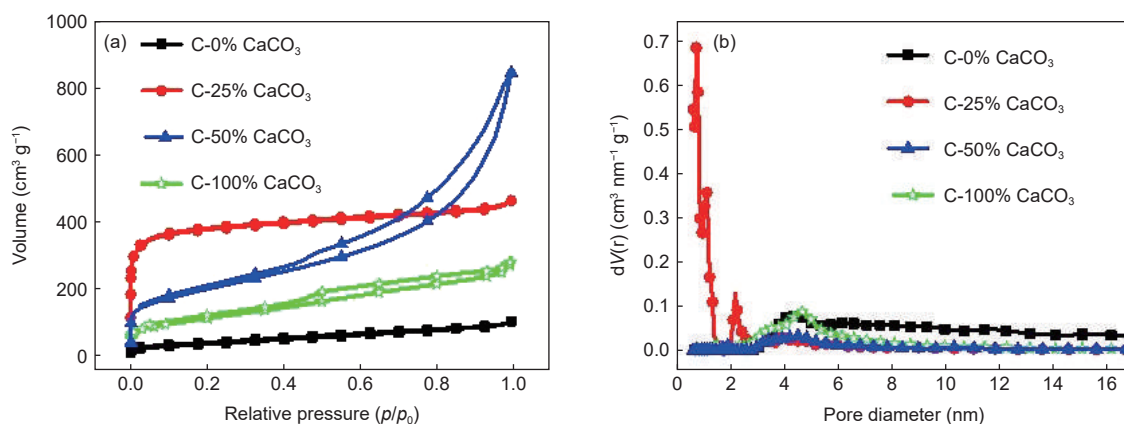 (a)
C-0% CaCO₃
C-25% CaCO₃
C-50% CaCO₃
C-100% CaCO₃
1000
800
600
400
200
0
Volume (cm³ g⁻¹)
0.0 0.2 0.4 0.6 0.8 1.0
Relative pressure (p/p₀)
(b)
C-0% CaCO₃
C-25% CaCO₃
C-50% CaCO₃
C-100% CaCO₃
0.7
0.6
0.5
0.4
0.3
0.2
0.1
0.0
dV(r) (cm³ nm⁻¹ g⁻¹)
0 2 4 6 8 10 12 14 16
Pore diameter (nm)